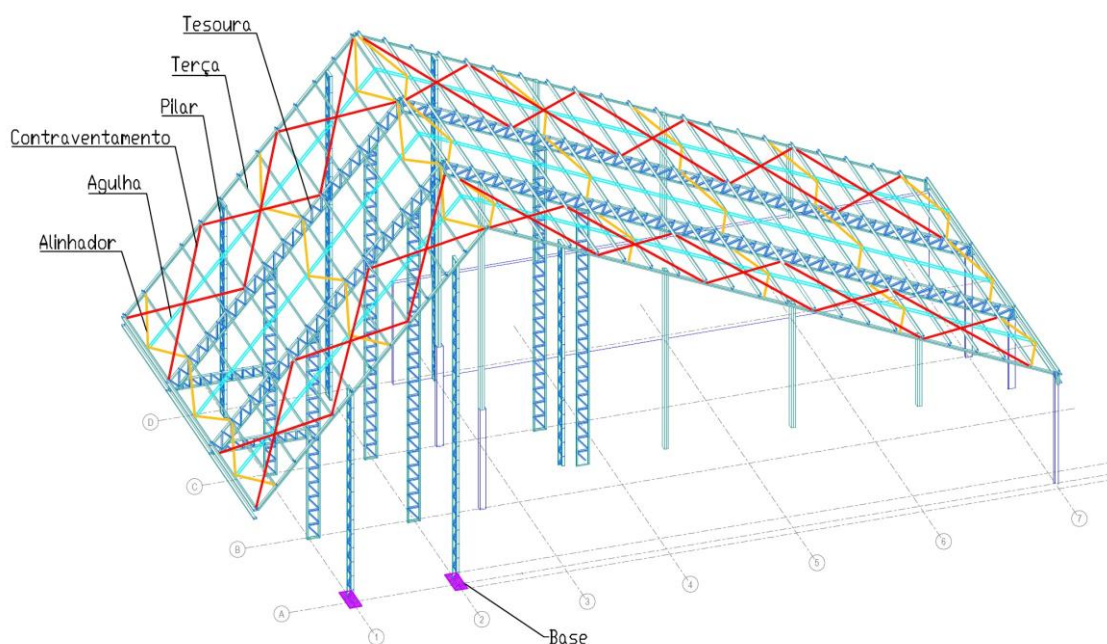 Tesoura
Terça
Pilar
Contraventamento
Agulha
Alinhador
D
C
B
A
1
2
3
4
5
6
7
Base